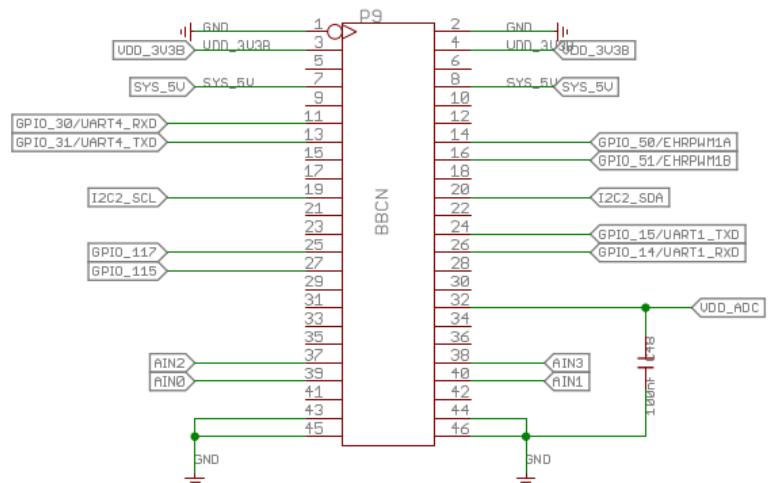 P9
GND 1 2 GND
VDD_3V3B VDD_3V3B 3 4 VDD_3V3B VDD_3V3B
5 6
SYS_5V SYS_5V 7 8 SYS_5V SYS_5V
9 10
GPIO_30/UART4_RXD 11 12
GPIO_31/UART4_TXD 13 14 GPIO_50/EHRPWM1A
15 16 GPIO_51/EHRPWM1B
17 18
I2C2_SCL 19 20 I2C2_SDA
BBCN
21 22
23 24 GPIO_15/UART1_TXD
GPIO_117 25 26 GPIO_14/UART1_RXD
GPIO_115 27 28
29 30
31 32 VDD_ADC
33 34
35 36
C48
AIN2 37 38 AIN3
AIN0 39 40 AIN1
100nF
41 42
43 44
45 46
GND GND